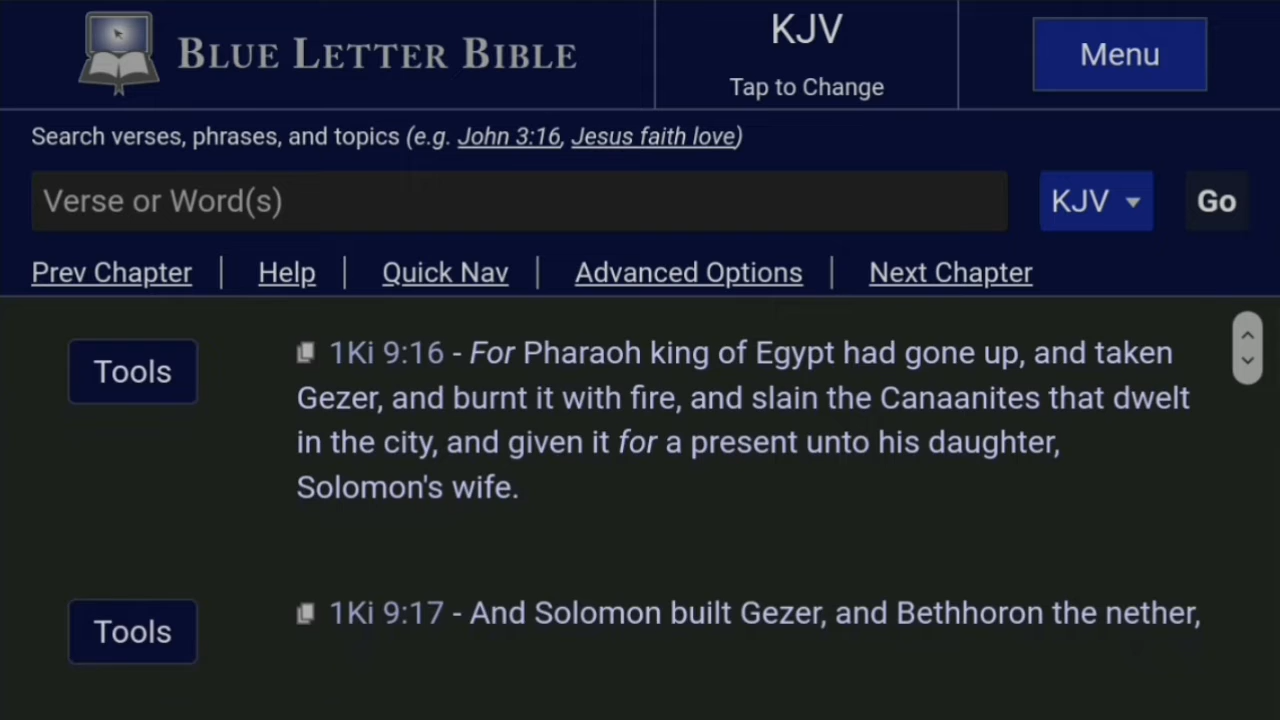 BLUE LETTER BIBLE
KJV
Tap to Change
Menu
Search verses, phrases, and topics (e.g. John 3:16, Jesus faith love)
Verse or Word(s)
KJV
Go
Prev Chapter | Help | Quick Nav | Advanced Options | Next Chapter
Tools
1Ki 9:16 - For Pharaoh king of Egypt had gone up, and taken
Gezer, and burnt it with fire, and slain the Canaanites that dwelt
in the city, and given it for a present unto his daughter,
Solomon's wife.
Tools
1Ki 9:17 - And Solomon built Gezer, and Bethhoron the nether,